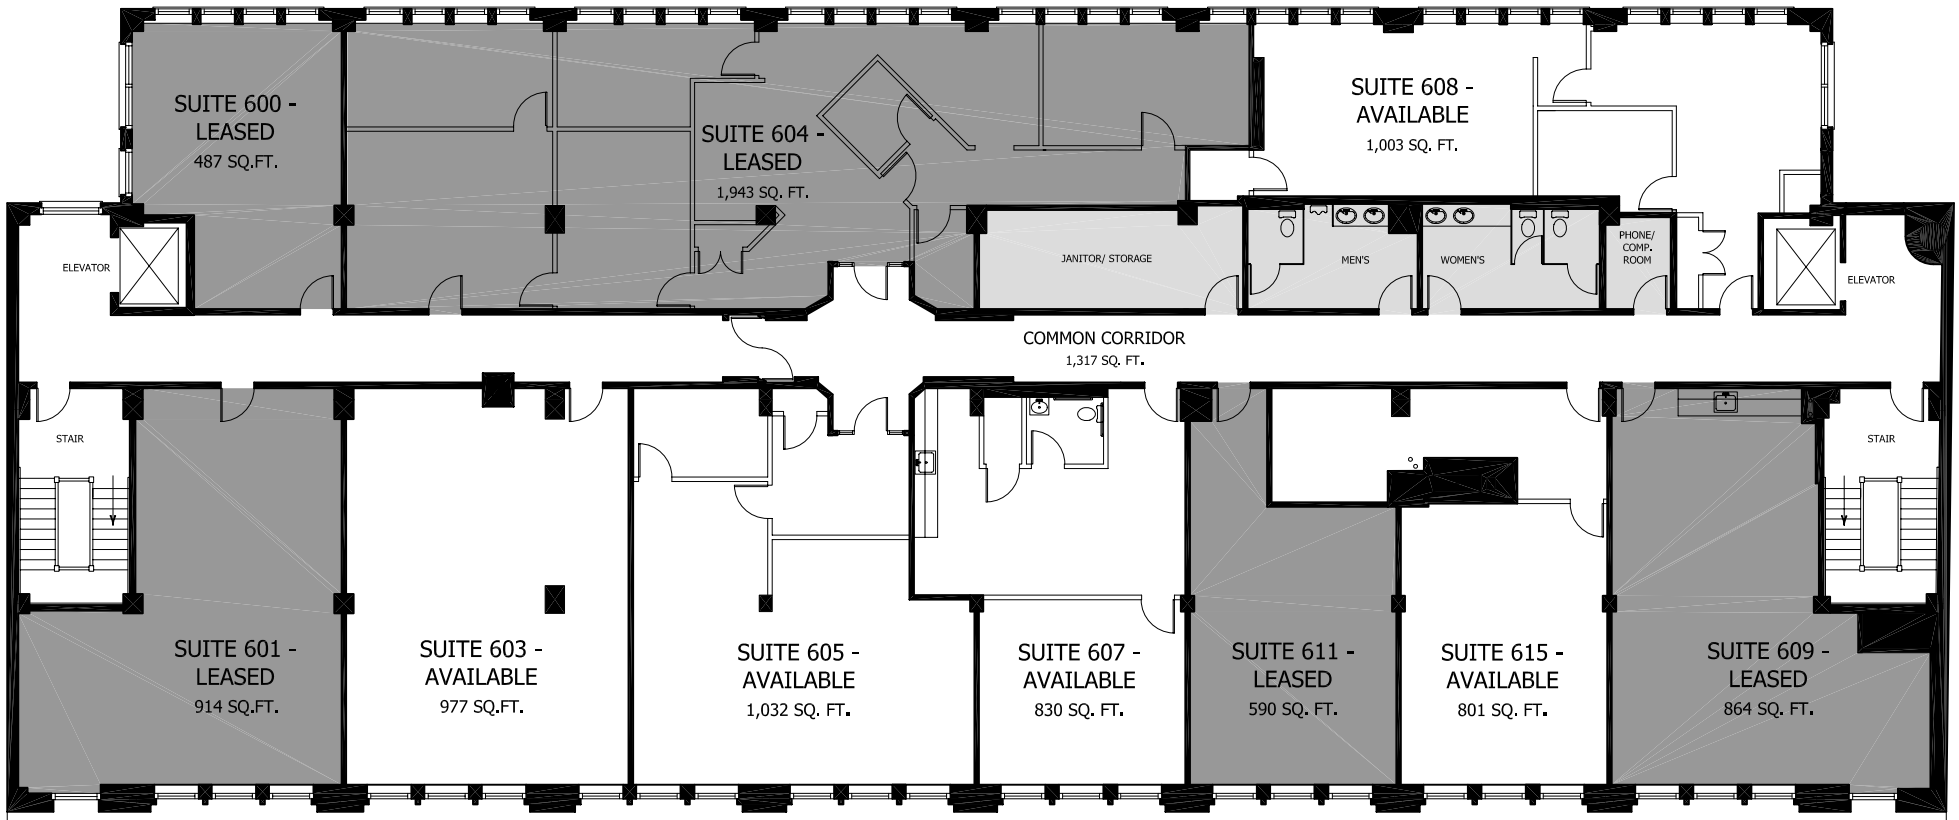 SUITE 600 -
LEASED
487 SQ.FT.
SUITE 604 -
LEASED
1,943 SQ. FT.
SUITE 608 -
AVAILABLE
1,003 SQ. FT.
ELEVATOR
JANITOR/ STORAGE
MEN'S
WOMEN'S
PHONE/
COMP.
ROOM
ELEVATOR
COMMON CORRIDOR
1,317 SQ. FT.
STAIR
STAIR
SUITE 601 -
LEASED
914 SQ.FT.
SUITE 603 -
AVAILABLE
977 SQ.FT.
SUITE 605 -
AVAILABLE
1,032 SQ. FT.
SUITE 607 -
AVAILABLE
830 SQ. FT.
SUITE 611 -
LEASED
590 SQ. FT.
SUITE 615 -
AVAILABLE
801 SQ. FT.
SUITE 609 -
LEASED
864 SQ. FT.